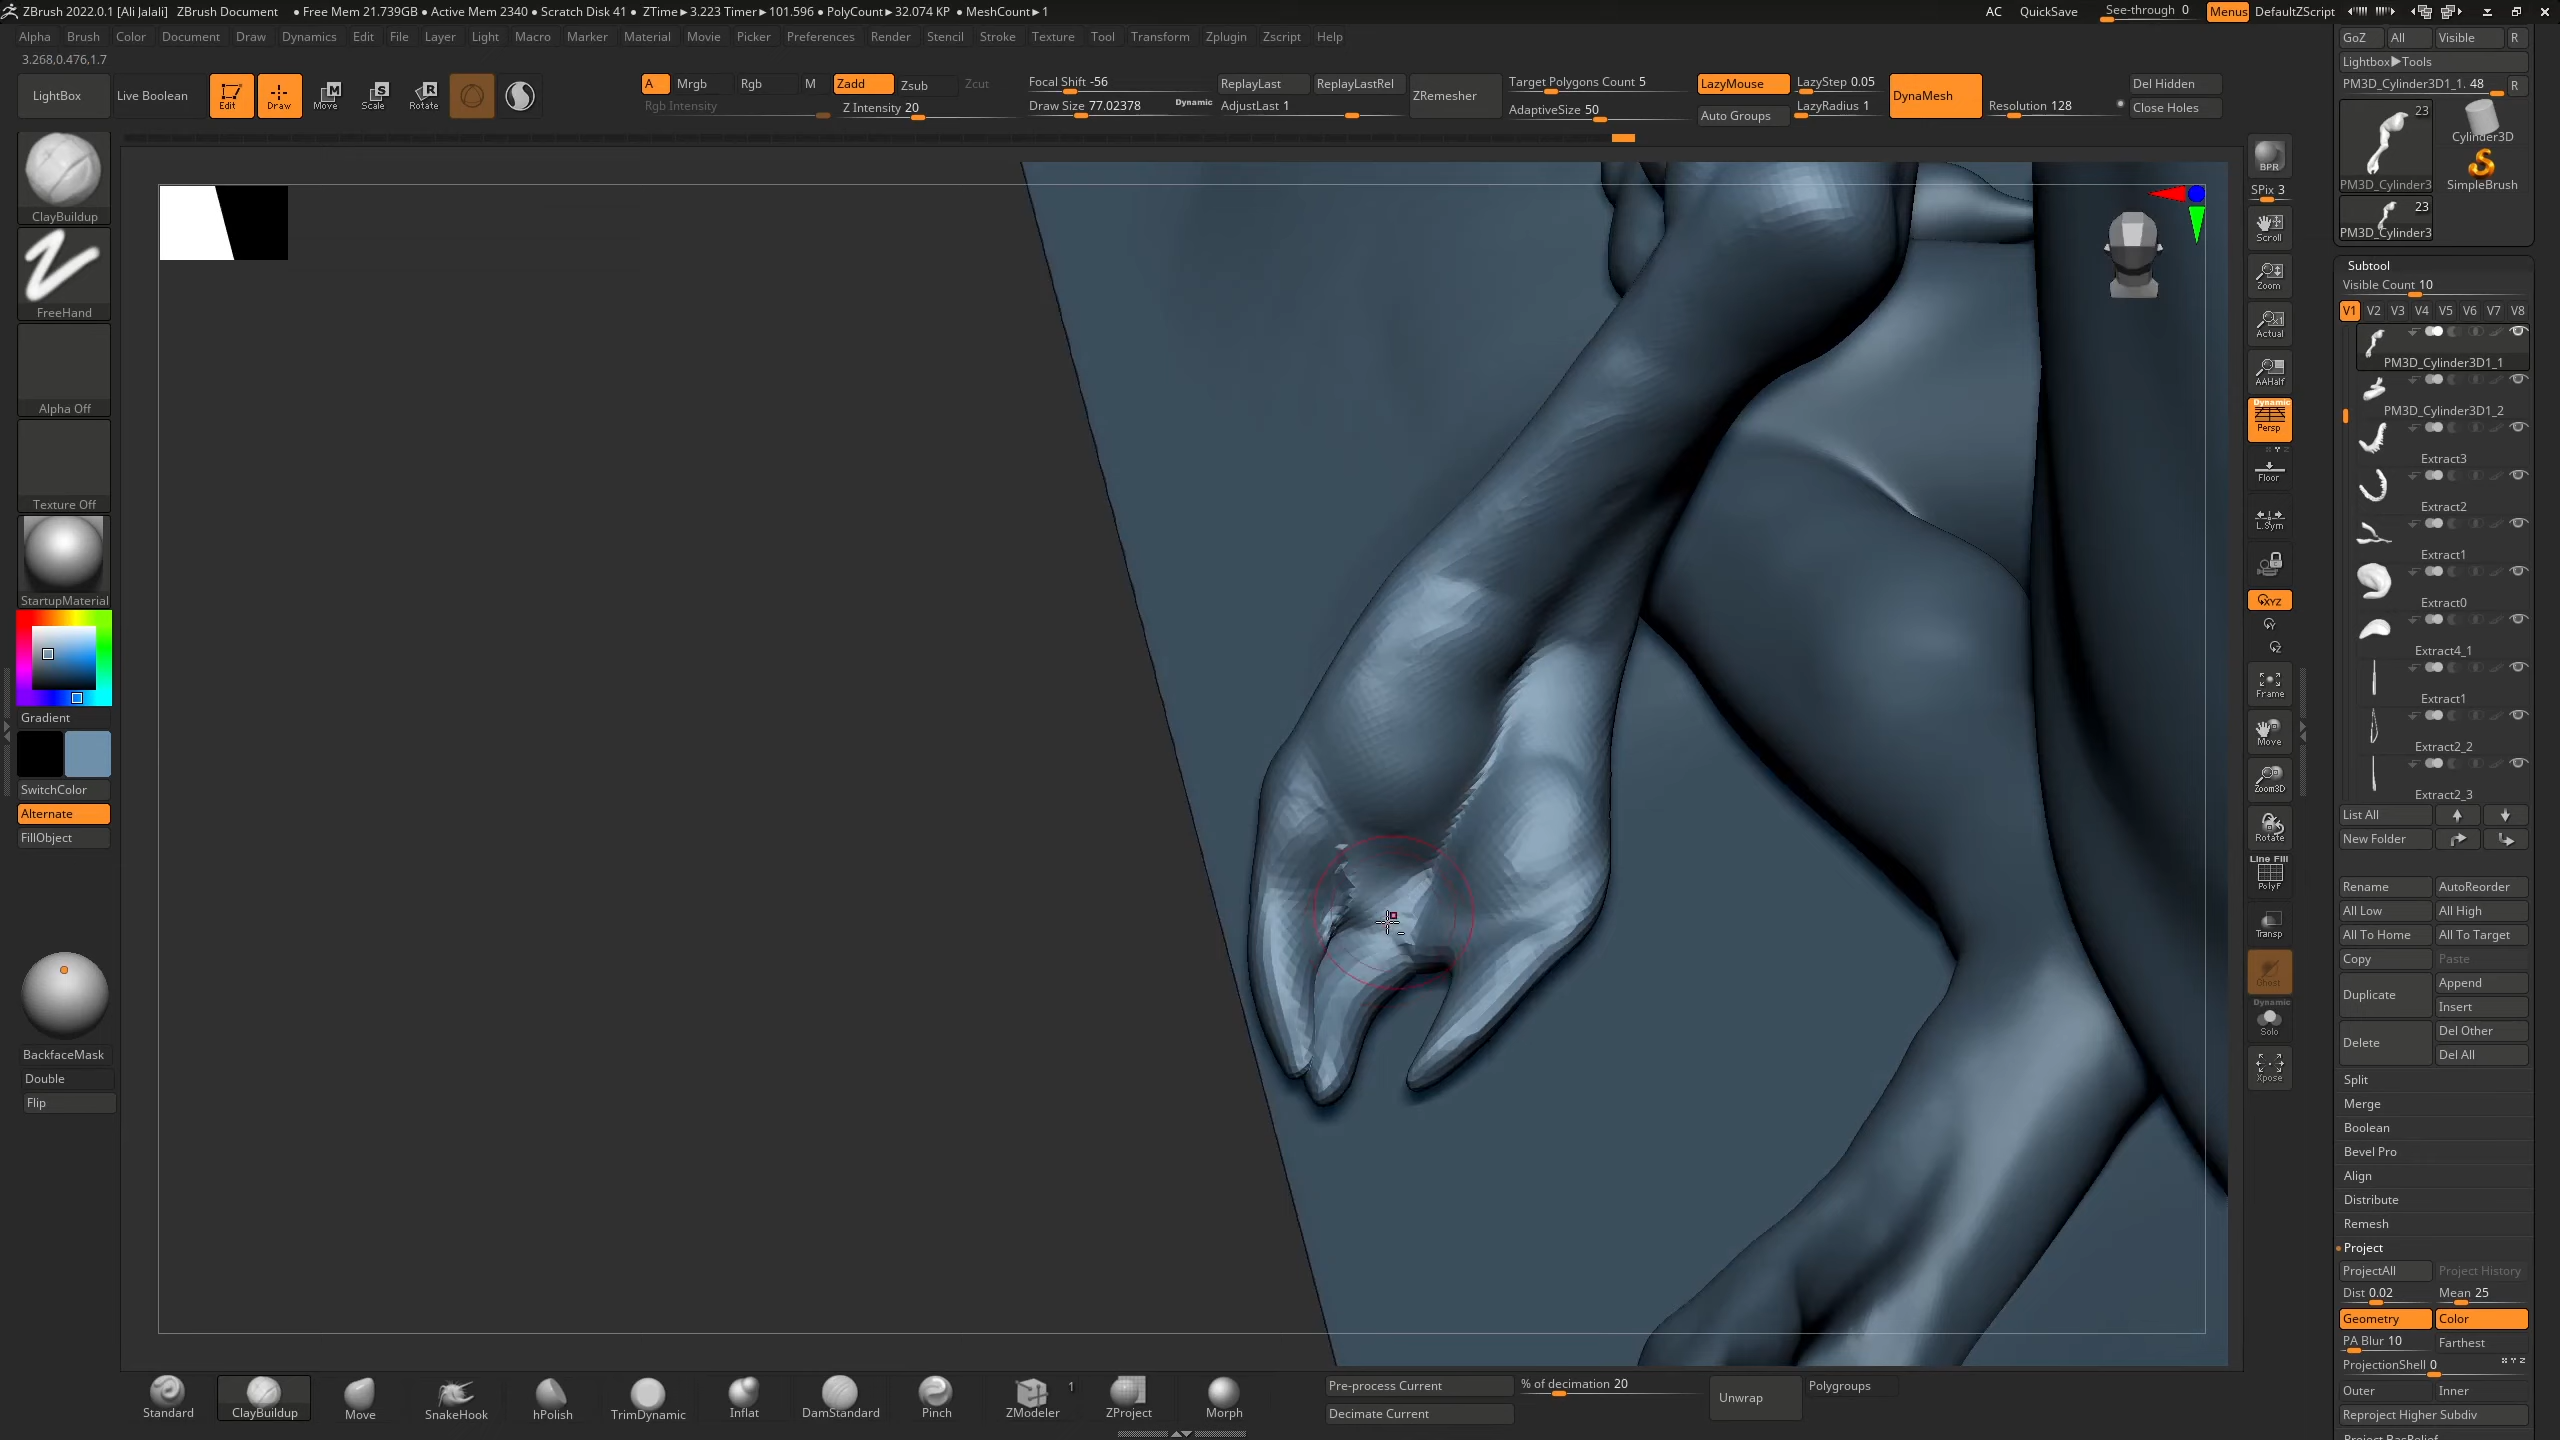 ZBrush 2022.0.1 [Ali Jalali] ZBrush Document ● Free Mem 21.739GB ● Active Mem 2340 ● Scratch Disk 41 ● ZTime►3.223 Timer►101.596 ● PolyCount►32.074 KP ● MeshCount►1 AC QuickSave See-through 0 Menus DefaultZScript
Alpha Brush Color Document Draw Dynamics Edit File Layer Light Macro Marker Material Movie Picker Preferences Render Stencil Stroke Texture Tool Transform Zplugin Zscript Help
3.268,0.476,1.7
LightBox
Live Boolean
Edit
Draw
Move
Scale
Rotate
A Mrgb Rgb M
Rgb Intensity
Zadd Zsub Zcut
Z Intensity 20
Focal Shift -56
Draw Size 77.02378 Dynamic
ReplayLast ReplayLastRel
AdjustLast 1
ZRemesher
Target Polygons Count 5
AdaptiveSize 50
LazyMouse LazyStep 0.05
Auto Groups LazyRadius 1
DynaMesh
Resolution 128
Del Hidden
Close Holes
ClayBuildup
FreeHand
Alpha Off
Texture Off
StartupMaterial
Gradient
SwitchColor
Alternate
FillObject
BackfaceMask
Double
Flip
BPR
SPix 3
Scroll
Zoom
Actual
AAHalf
Dynamic
Persp
Floor
L.Sym
XYZ
Frame
Move
Zoom3D
Rotate
Line Fill
PolyF
Transp
Ghost
Dynamic
Solo
Xpose
GoZ All Visible R
Lightbox►Tools
PM3D_Cylinder3D1_1. 48 R
23
Cylinder3D
PM3D_Cylinder3
SimpleBrush
23
PM3D_Cylinder3
Subtool
Visible Count 10
V1 V2 V3 V4 V5 V6 V7 V8
PM3D_Cylinder3D1_1
PM3D_Cylinder3D1_2
Extract3
Extract2
Extract1
Extract0
Extract4_1
Extract1
Extract2_2
Extract2_3
List All
New Folder
Rename AutoReorder
All Low All High
All To Home All To Target
Copy Paste
Duplicate Append
Insert
Delete Del Other
Del All
Split
Merge
Boolean
Bevel Pro
Align
Distribute
Remesh
Project
ProjectAll Project History
Dist 0.02 Mean 25
Geometry Color
PA Blur 10 Farthest
ProjectionShell 0
Outer Inner
Reproject Higher Subdiv
Project BasRelief
Standard ClayBuildup Move SnakeHook hPolish TrimDynamic Inflat DamStandard Pinch ZModeler 1 ZProject Morph
Pre-process Current
Decimate Current
% of decimation 20
Unwrap
Polygroups